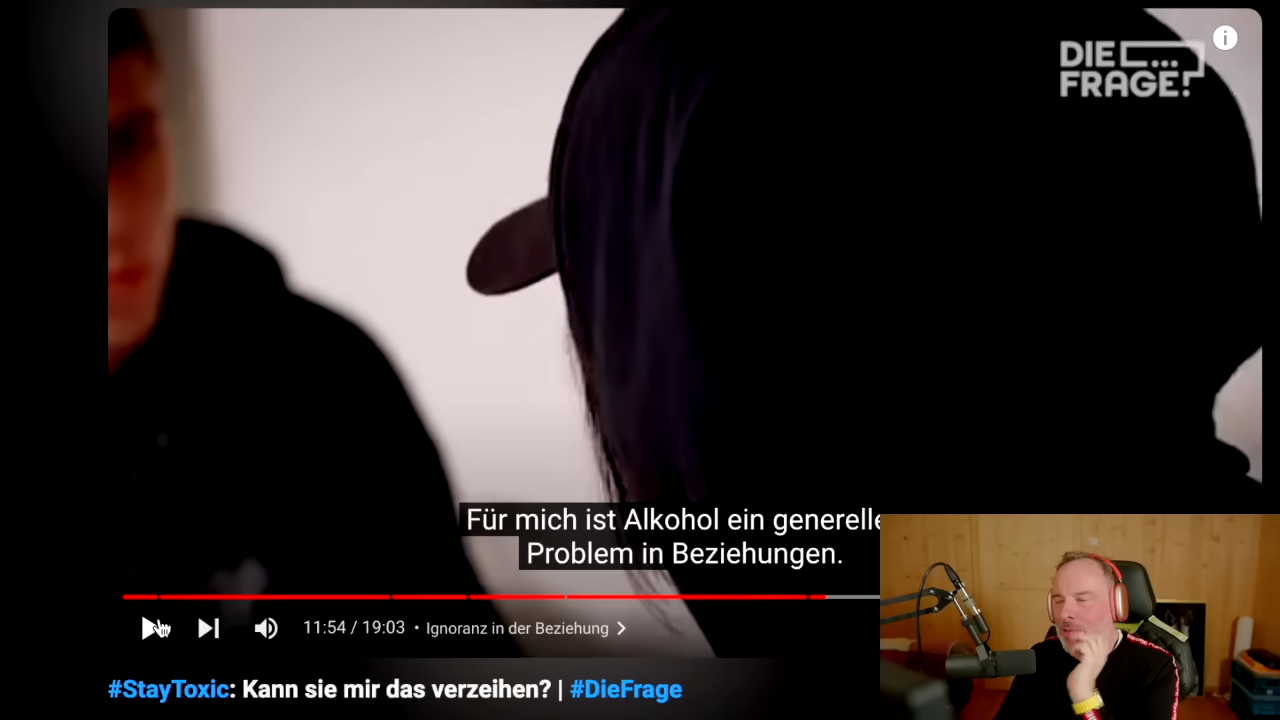 DIE
FRAGE?
i
Für mich ist Alkohol ein generelle
Problem in Beziehungen.
11:54 / 19:03 • Ignoranz in der Beziehung
#StayToxic: Kann sie mir das verzeihen? | #DieFrage